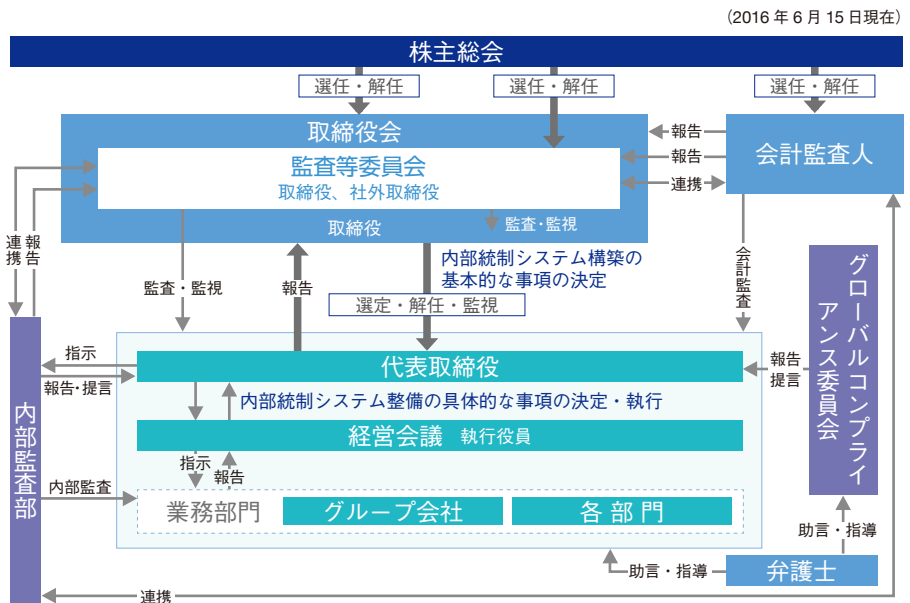 (2016年6月15日現在)
株主総会
選任・解任
選任・解任
選任・解任
取締役会
監査等委員会
取締役、社外取締役
取締役
監査・監視
報告
報告
連携
会計監査人
連携
報告
監査・監視
報告
内部統制システム構築の
基本的な事項の決定
選定・解任・監視
会計監査
グローバルコンプライ
アンス委員会
指示
報告・提言
代表取締役
報告
提言
内部統制システム整備の具体的な事項の決定・執行
経営会議 執行役員
指示
報告
内部監査部
内部監査
業務部門
グループ会社
各部門
助言・指導
助言・指導
弁護士
連携